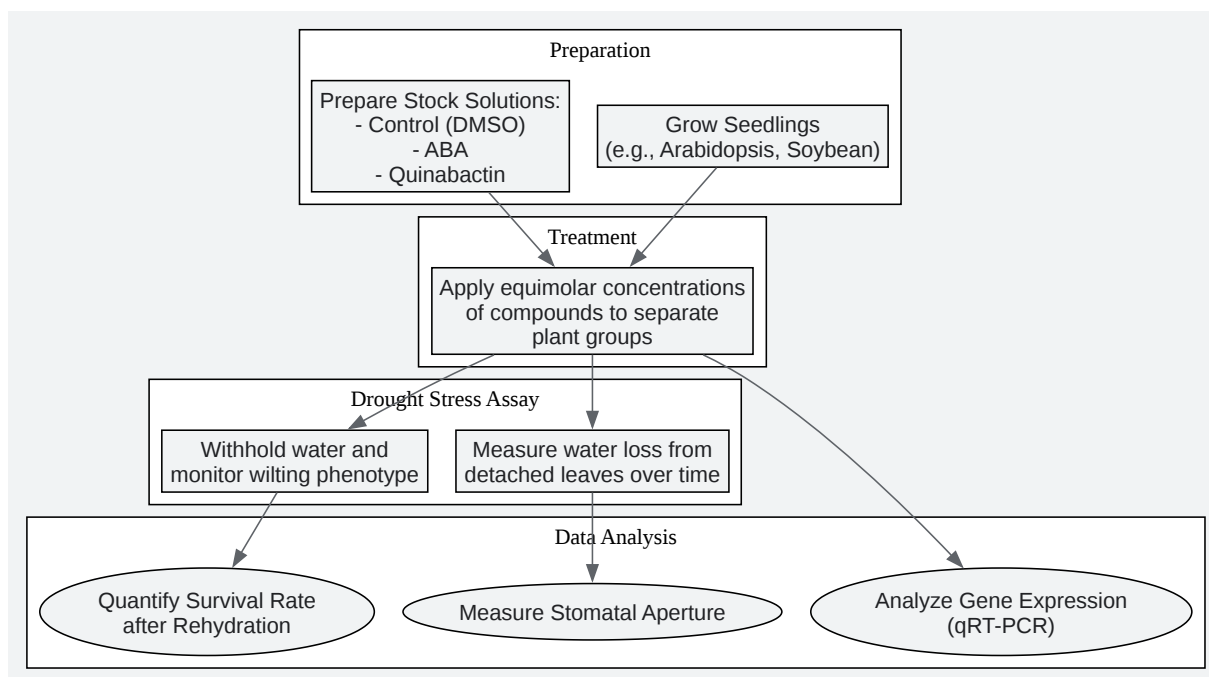 Preparation
Prepare Stock Solutions:
- Control (DMSO)
- ABA
- Quinabactin
Grow Seedlings
(e.g., Arabidopsis, Soybean)
Treatment
Apply equimolar concentrations
of compounds to separate
plant groups
Drought Stress Assay
Withhold water and
monitor wilting phenotype
Measure water loss from
detached leaves over time
Data Analysis
Quantify Survival Rate
after Rehydration
Measure Stomatal Aperture
Analyze Gene Expression
(qRT-PCR)